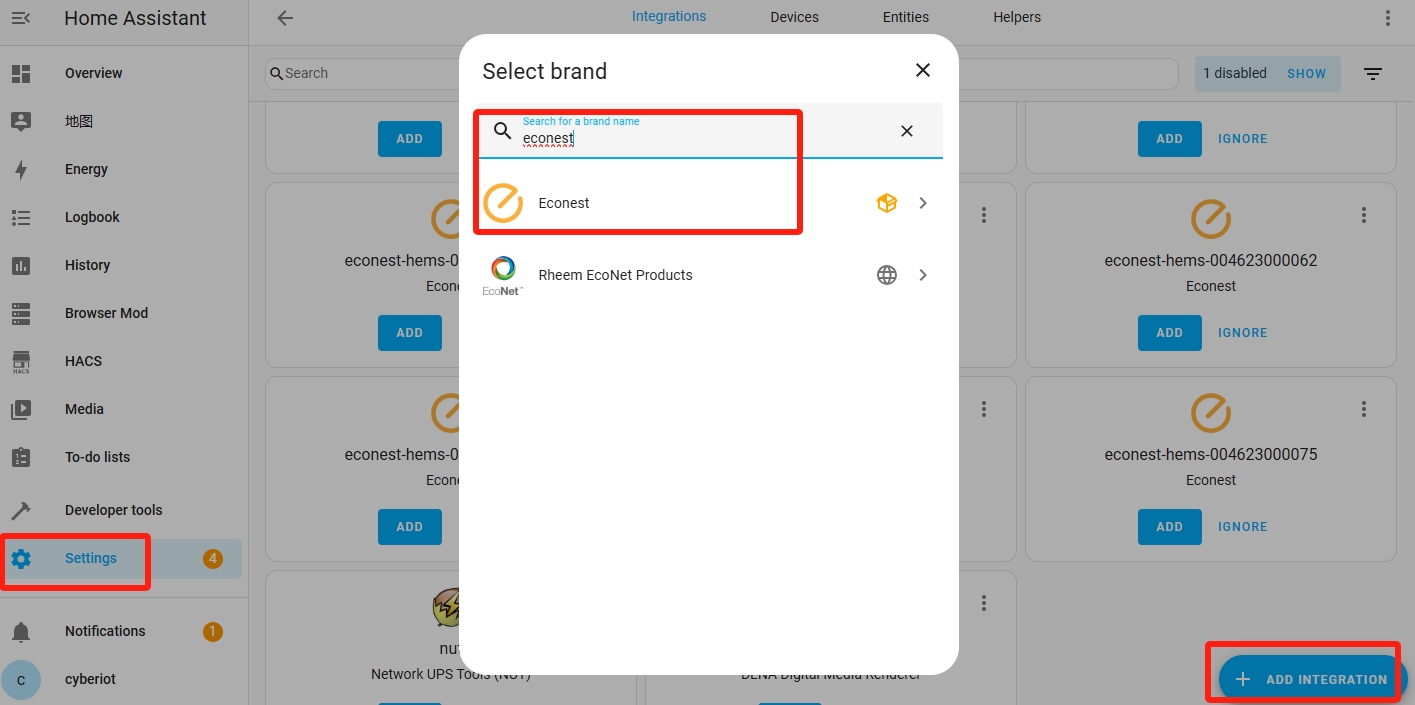 Home Assistant
Integrations
Devices
Entities
Helpers
Overview
地图
Energy
Logbook
History
Browser Mod
HACS
HACS
Media
To-do lists
Developer tools
Settings
4
Notifications
1
C
cyberiot
Search
1 disabled
SHOW
Select brand
Search for a brand name
econest
Econest
EcoNet™
Rheem EcoNet Products
ADD
ADD
IGNORE
econest-hems-0
Econe
ADD
econest-hems-004623000062
Econest
ADD
IGNORE
econest-hems-0
Econe
ADD
econest-hems-004623000075
Econest
ADD
IGNORE
nu
Network UPS Tools (NUT)
DENA Digital Media Renderer
ADD INTEGRATION